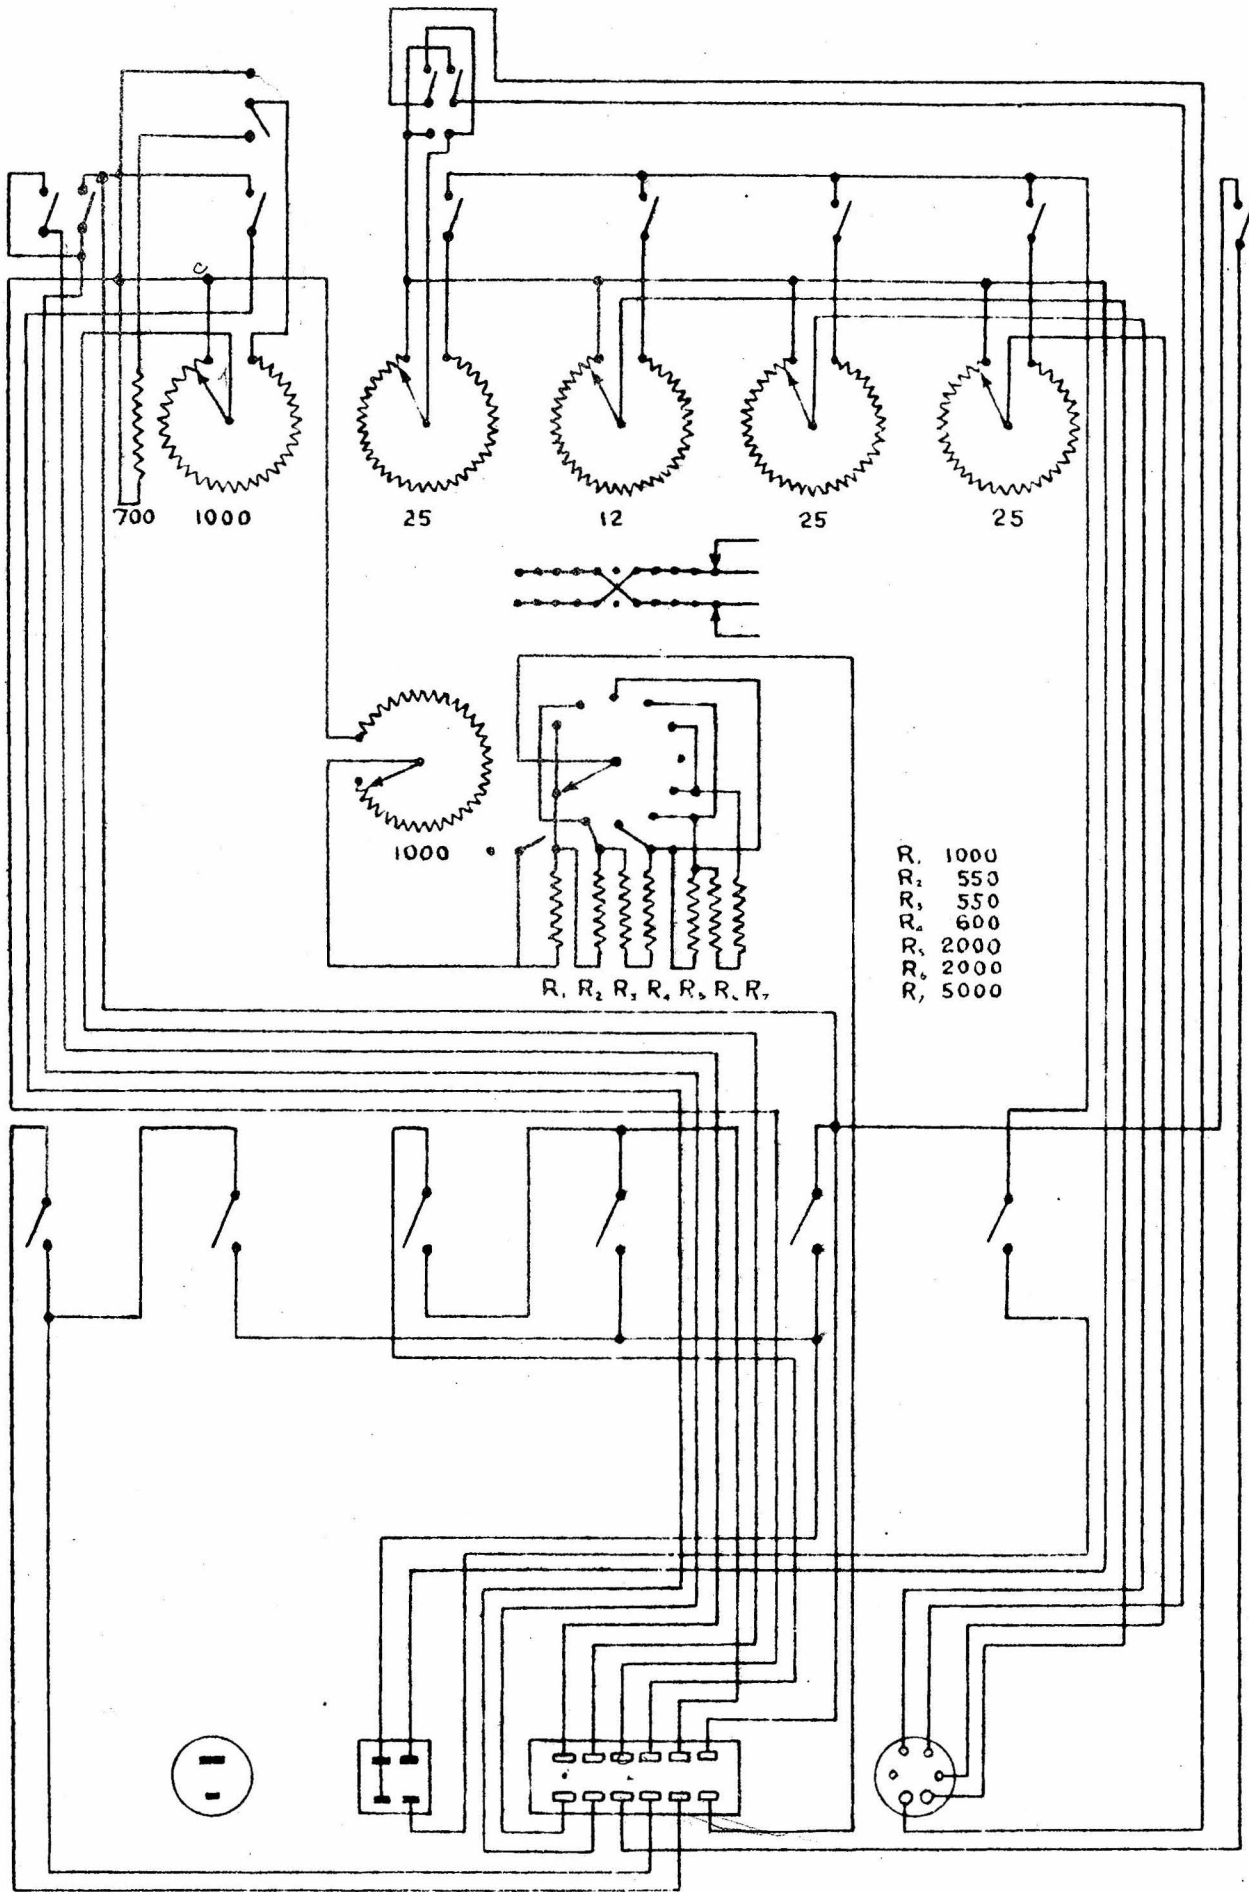 C
700 1000 25 12 25 25
1000
R₁ 1000
R₂ 550
R₃ 550
R₄ 600
R₅ 2000
R₆ 2000
R₇ 5000
R₁ R₂ R₃ R₄ R₅ R₆ R₇